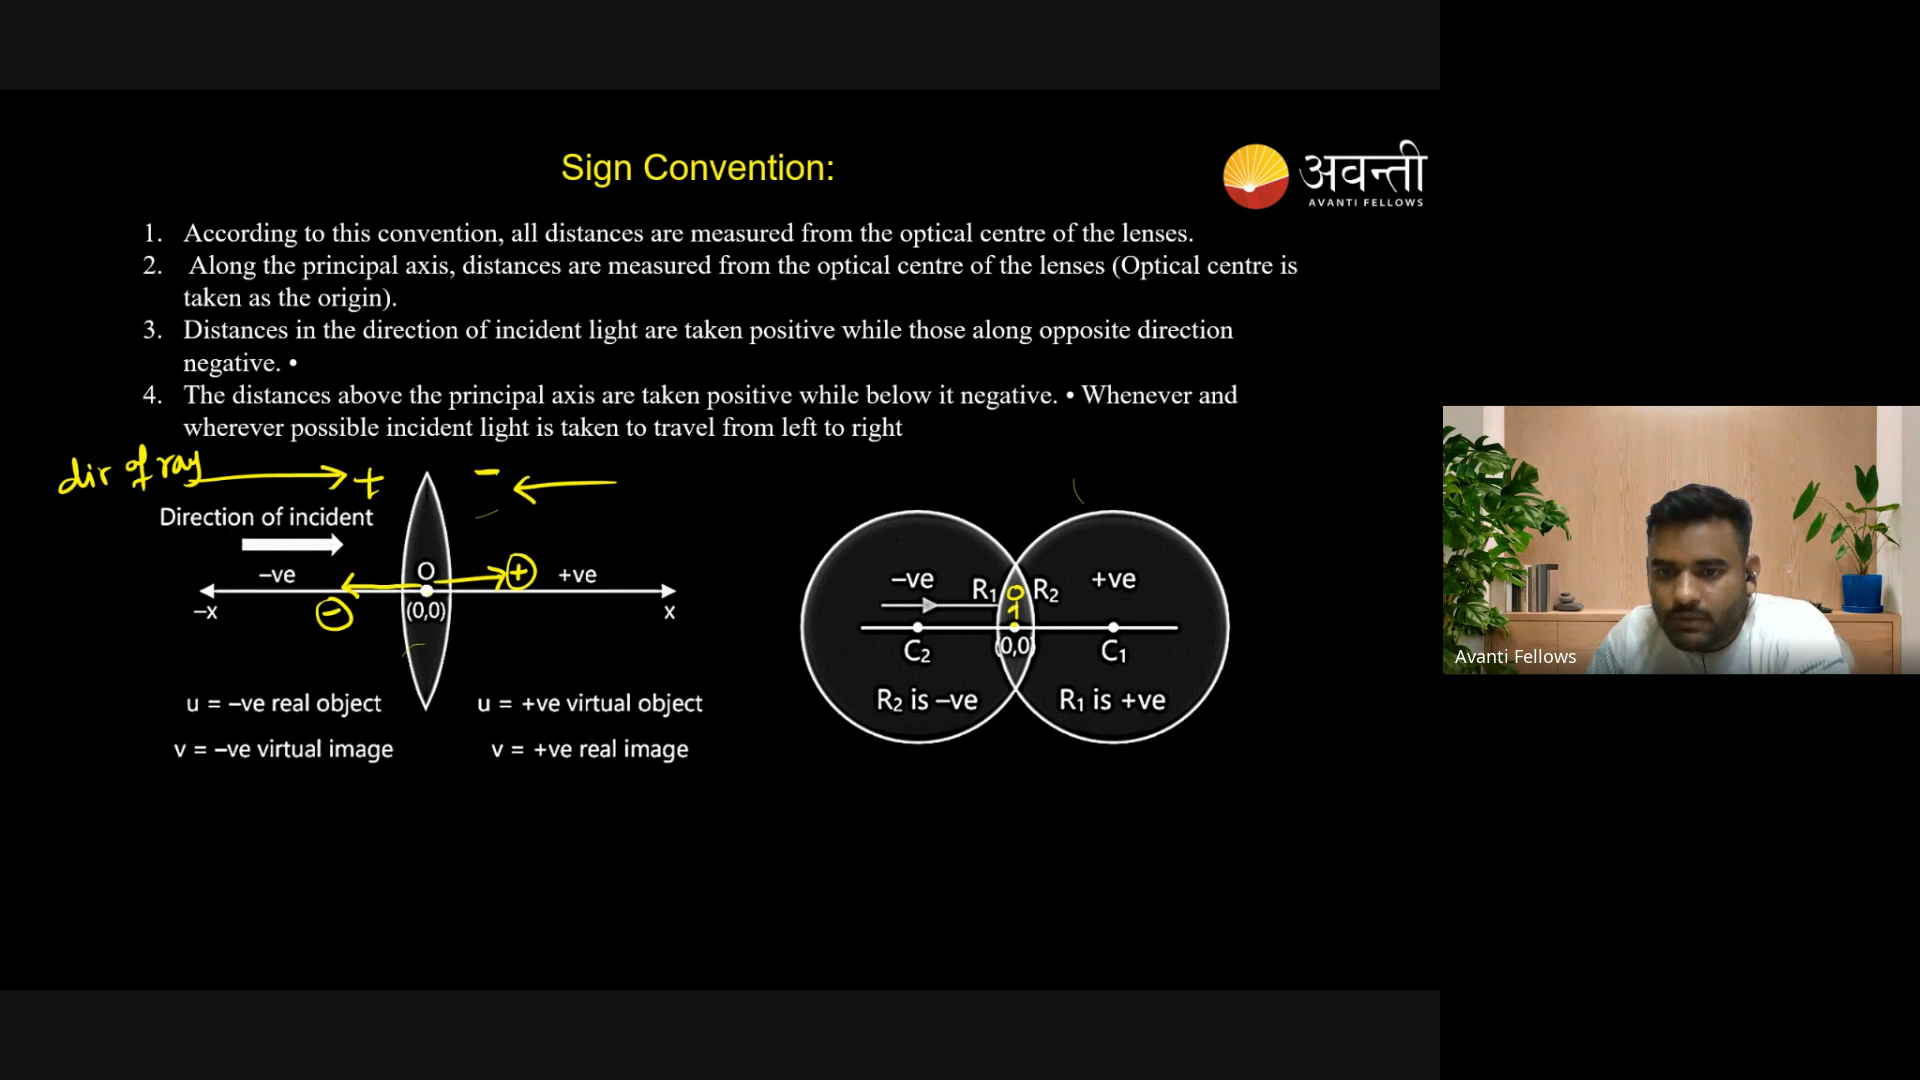 Sign Convention:
अवन्ती
AVANTI FELLOWS
1. According to this convention, all distances are measured from the optical centre of the lenses.
2. Along the principal axis, distances are measured from the optical centre of the lenses (Optical centre is
taken as the origin).
3. Distances in the direction of incident light are taken positive while those along opposite direction
negative. •
4. The distances above the principal axis are taken positive while below it negative. • Whenever and
wherever possible incident light is taken to travel from left to right
dir of ray +
−
Direction of incident
–ve O + +ve
–x − (0,0) x
u = –ve real object u = +ve virtual object
v = –ve virtual image v = +ve real image
–ve R₁ R₂ +ve
C₂ (0,0) C₁
R₂ is –ve R₁ is +ve
Avanti Fellows